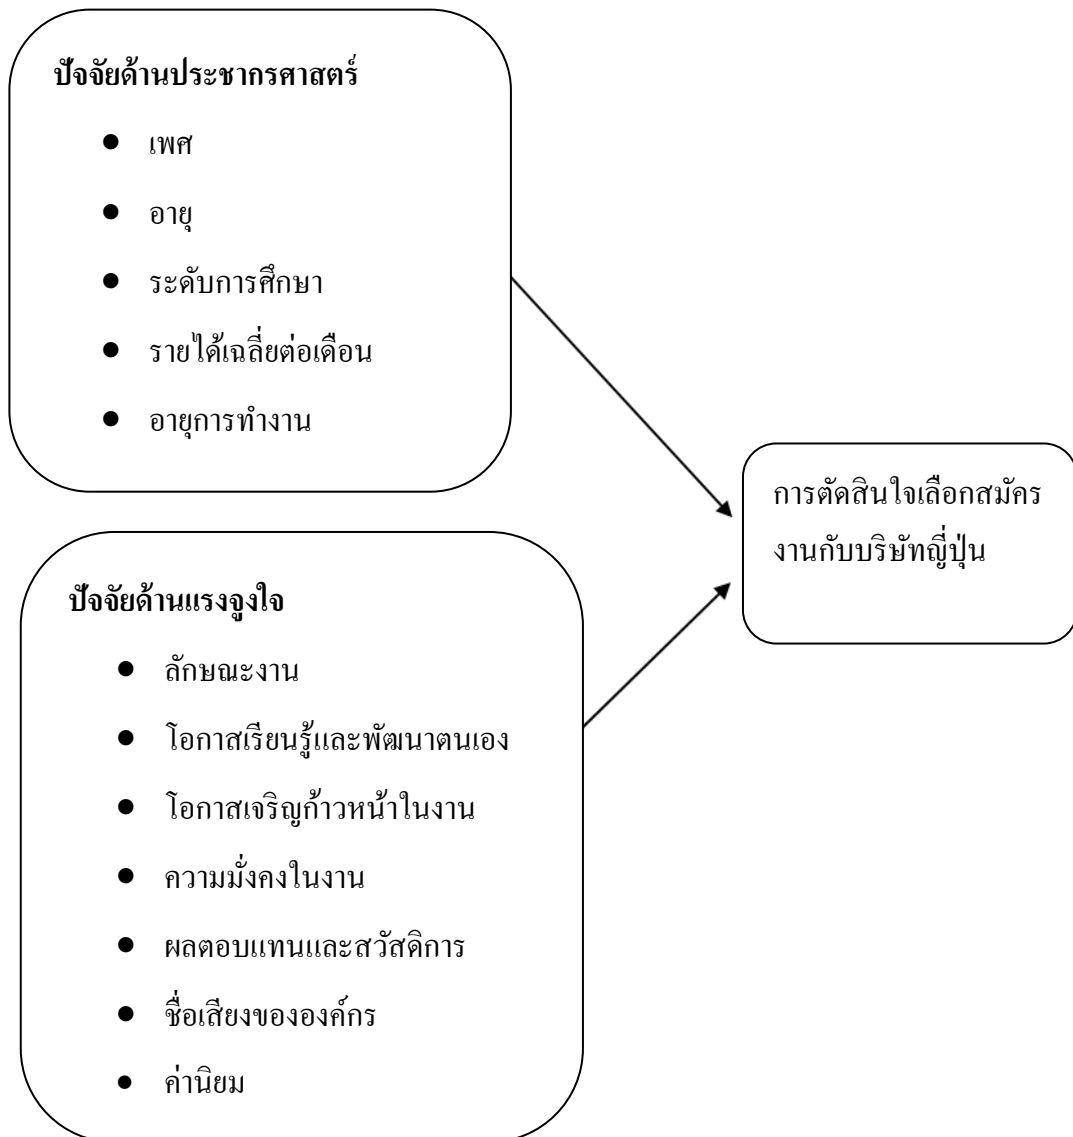 ปัจจัยด้านประชากรศาสตร์
● เพศ
● อายุ
● ระดับการศึกษา
● รายได้เฉลี่ยต่อเดือน
● อายุการทำงาน
การตัดสินใจเลือกสมัคร
งานกับบริษัทญี่ปุ่น
ปัจจัยด้านแรงจูงใจ
● ลักษณะงาน
● โอกาสเรียนรู้และพัฒนาตนเอง
● โอกาสเจริญก้าวหน้าในงาน
● ความมั่งคงในงาน
● ผลตอบแทนและสวัสดิการ
● ชื่อเสียงขององค์กร
● ค่านิยม